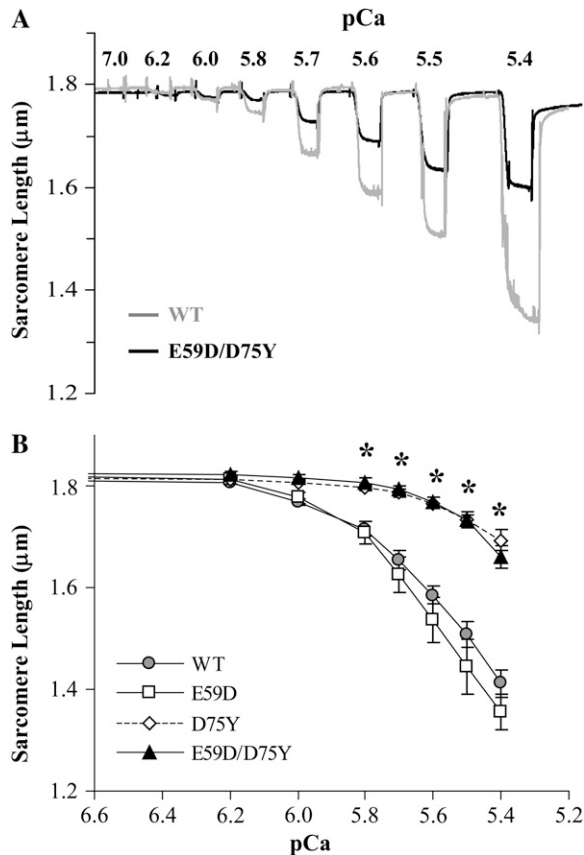 A
pCa
7.0 6.2 6.0 5.8 5.7 5.6 5.5 5.4
1.8
1.6
1.4
1.2
Sarcomere Length (µm)
WT
E59D/D75Y
B
* * * * *
1.8
1.6
1.4
1.2
Sarcomere Length (µm)
WT
E59D
D75Y
E59D/D75Y
6.6 6.4 6.2 6.0 5.8 5.6 5.4 5.2
pCa